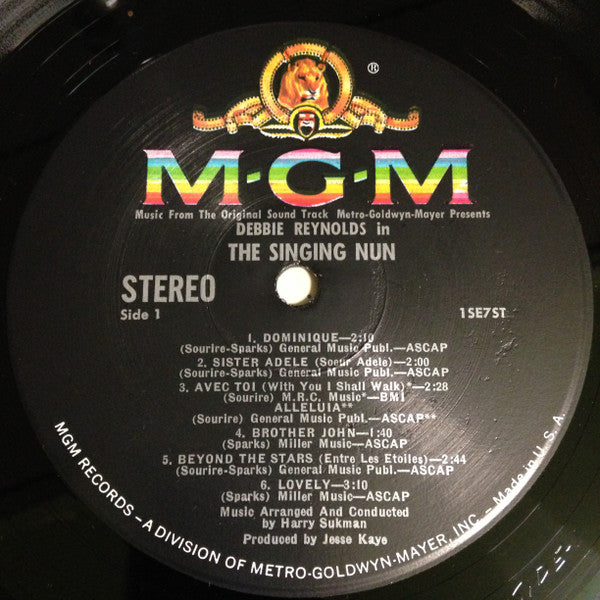 ®
M-G-M
Music From The Original Sound Track Metro-Goldwyn-Mayer Presents
DEBBIE REYNOLDS in
THE SINGING NUN
STEREO
Side 1
1SE7ST
1. DOMINIQUE—2:10
(Sourire-Sparks) General Music Publ.—ASCAP
2. SISTER ADELE (Soeur Adele)—2:00
(Sourire-Sparks) General Music Publ.—ASCAP
3. AVEC TOI (With You I Shall Walk)*—2:28
(Sourire) M.R.C. Music*—BMI
ALLELUIA**
(Sourire) General Music Publ.—ASCAP**
4. BROTHER JOHN—1:40
(Sparks) Miller Music—ASCAP
5. BEYOND THE STARS (Entre Les Etoiles)—2:44
(Sourire-Sparks) General Music Publ.—ASCAP
6. LOVELY—3:10
(Sparks) Miller Music—ASCAP
Music Arranged And Conducted
by Harry Sukman
Produced by Jesse Kaye
MGM RECORDS – A DIVISION OF METRO-GOLDWYN-MAYER, INC. – Made in U.S.A.